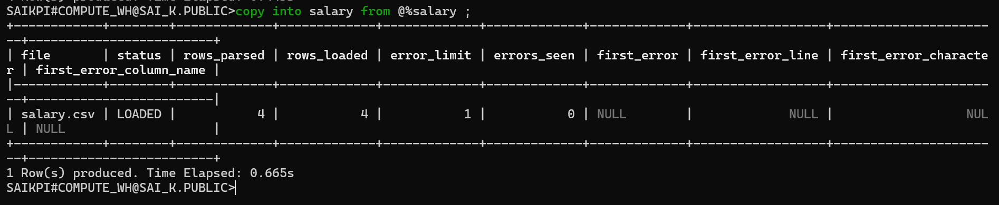 SAIKPI#COMPUTE_WH@SAI_K.PUBLIC>copy into salary from @%salary ;
+------------+--------+-------------+-------------+-------------+-------------+-------------+------------------+---------------------
--+-------------------------+
| file       | status | rows_parsed | rows_loaded | error_limit | errors_seen | first_error | first_error_line | first_error_characte
r | first_error_column_name |
|------------+--------+-------------+-------------+-------------+-------------+-------------+------------------+---------------------
--+-------------------------|
| salary.csv | LOADED |           4 |           4 |           1 |           0 | NULL        |             NULL |                  NUL
L | NULL                    |
+------------+--------+-------------+-------------+-------------+-------------+-------------+------------------+---------------------
--+-------------------------+
1 Row(s) produced. Time Elapsed: 0.665s
SAIKPI#COMPUTE_WH@SAI_K.PUBLIC>